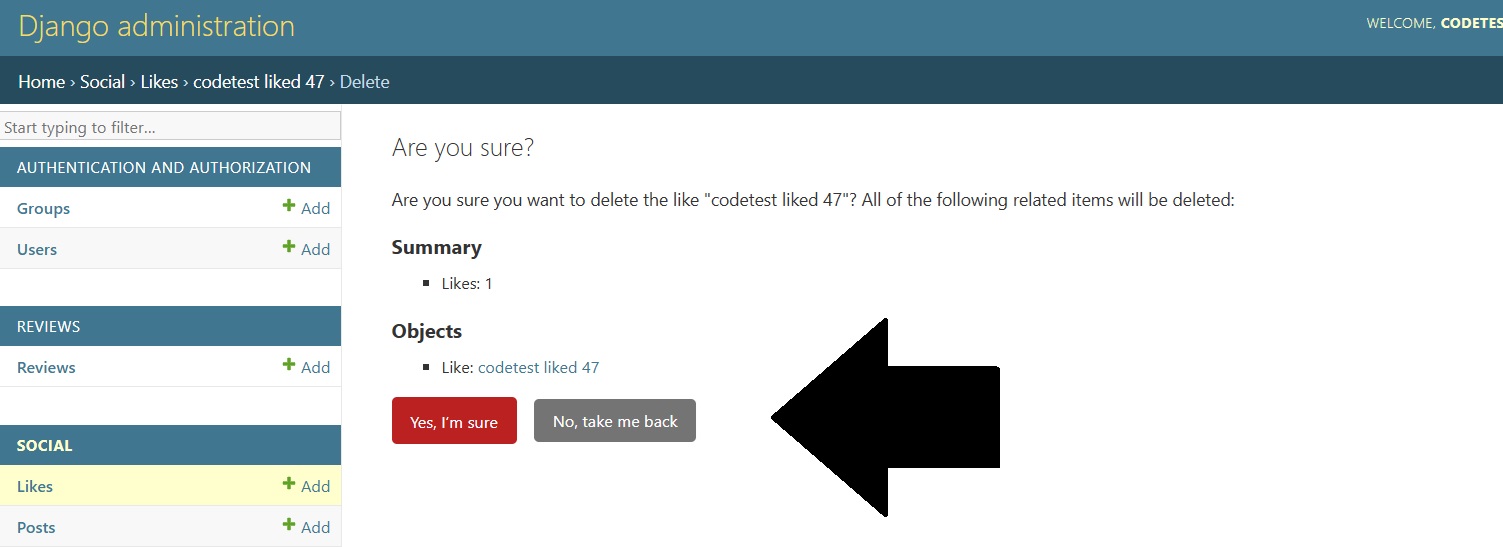 Django administration
WELCOME, CODETES
Home › Social › Likes › codetest liked 47 › Delete
Start typing to filter...
AUTHENTICATION AND AUTHORIZATION
Groups + Add
Users + Add
REVIEWS
Reviews + Add
SOCIAL
Likes + Add
Posts + Add
Are you sure?
Are you sure you want to delete the like "codetest liked 47"? All of the following related items will be deleted:
Summary
Likes: 1
Objects
Like: codetest liked 47
Yes, I'm sure
No, take me back